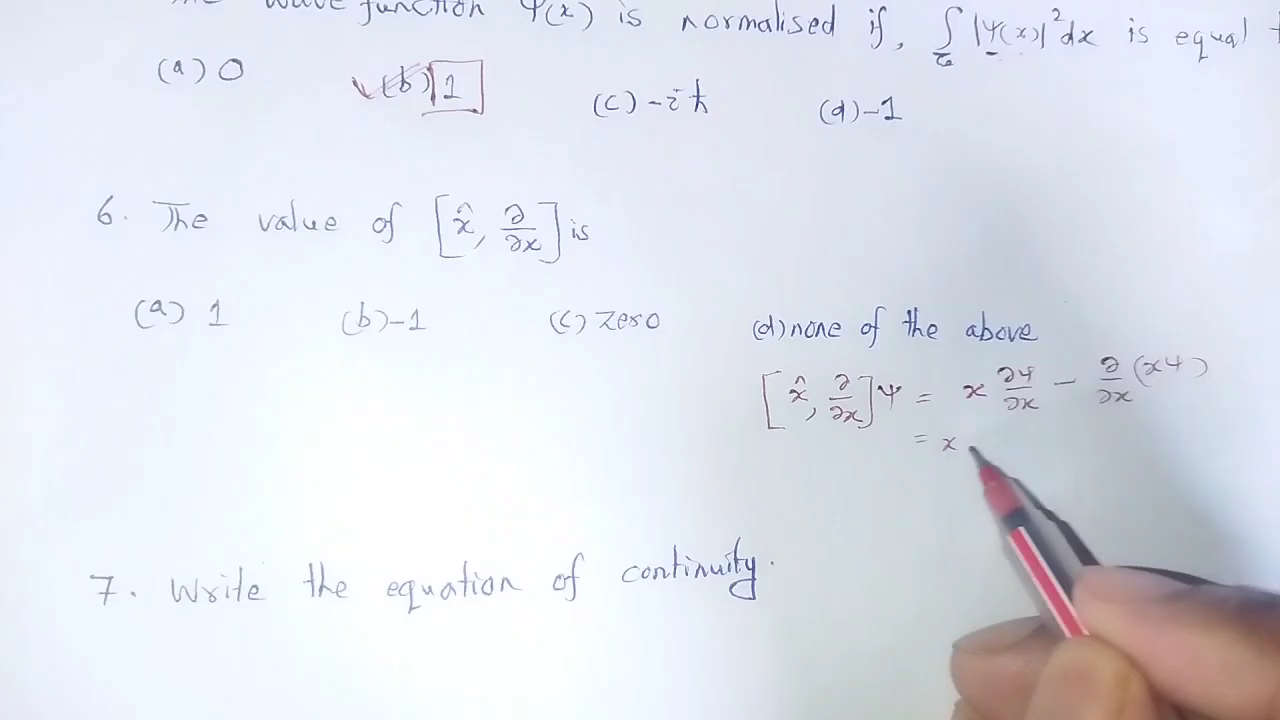 wave function Ψ(x) is normalised if, ∫τ |Ψ(x)|² dx is equal
(a) 0 (b) 1 (c) -iħ (d) -1
6. The value of [x̂, ∂/∂x] is
(a) 1 (b) -1 (c) zero (d) none of the above
[x̂, ∂/∂x]Ψ = x ∂Ψ/∂x - ∂/∂x (xΨ)
= x
7. Write the equation of continuity.